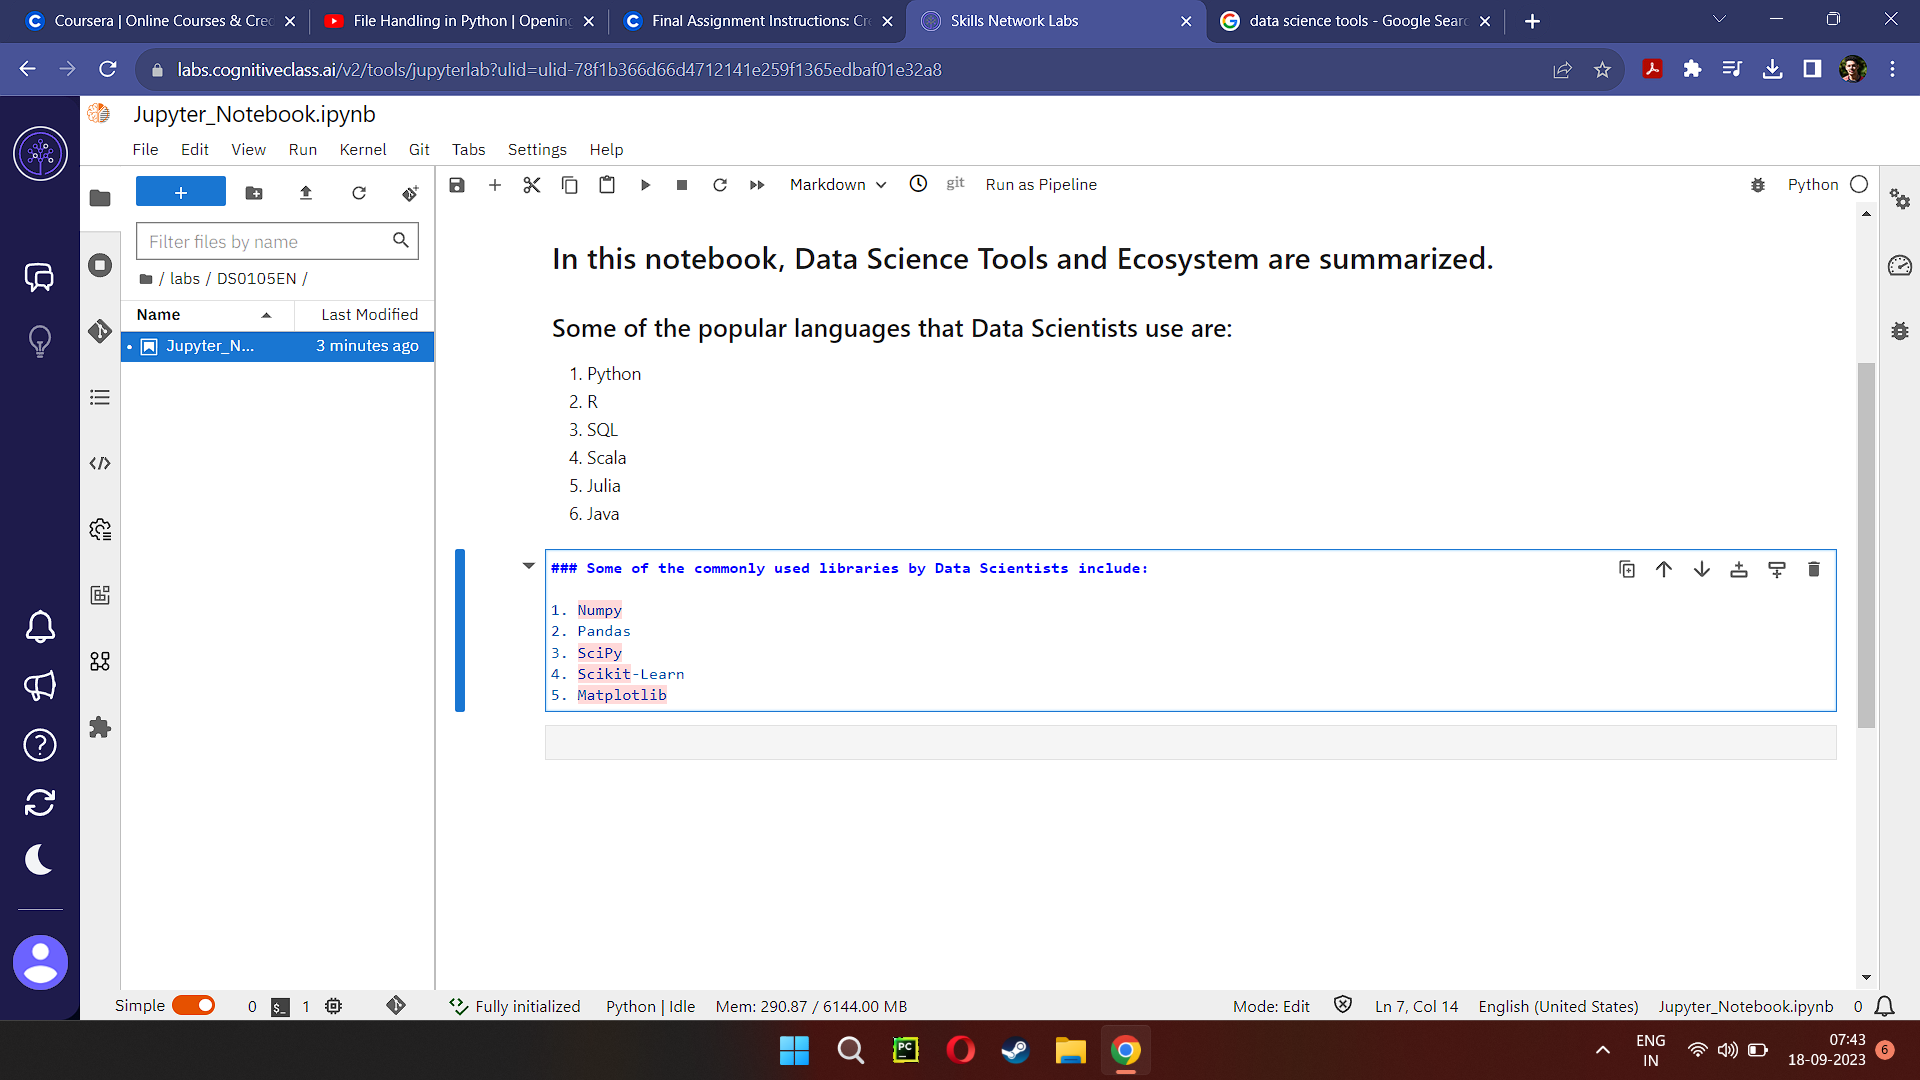 Coursera | Online Courses & Cred
File Handling in Python | Opening
Final Assignment Instructions: Cre
Skills Network Labs
data science tools - Google Searc
labs.cognitiveclass.ai/v2/tools/jupyterlab?ulid=ulid-78f1b366d66d4712141e259f1365edbaf01e32a8
Jupyter_Notebook.ipynb
File Edit View Run Kernel Git Tabs Settings Help
Markdown git Run as Pipeline Python
Filter files by name
/ labs / DS0105EN /
Name Last Modified
Jupyter_N... 3 minutes ago
In this notebook, Data Science Tools and Ecosystem are summarized.
Some of the popular languages that Data Scientists use are:
1. Python
2. R
3. SQL
4. Scala
5. Julia
6. Java
### Some of the commonly used libraries by Data Scientists include:
1. Numpy
2. Pandas
3. SciPy
4. Scikit-Learn
5. Matplotlib
Simple 0 $_ 1 Fully initialized Python | Idle Mem: 290.87 / 6144.00 MB Mode: Edit Ln 7, Col 14 English (United States) Jupyter_Notebook.ipynb 0
PC
ENG
IN
07:43
18-09-2023
6